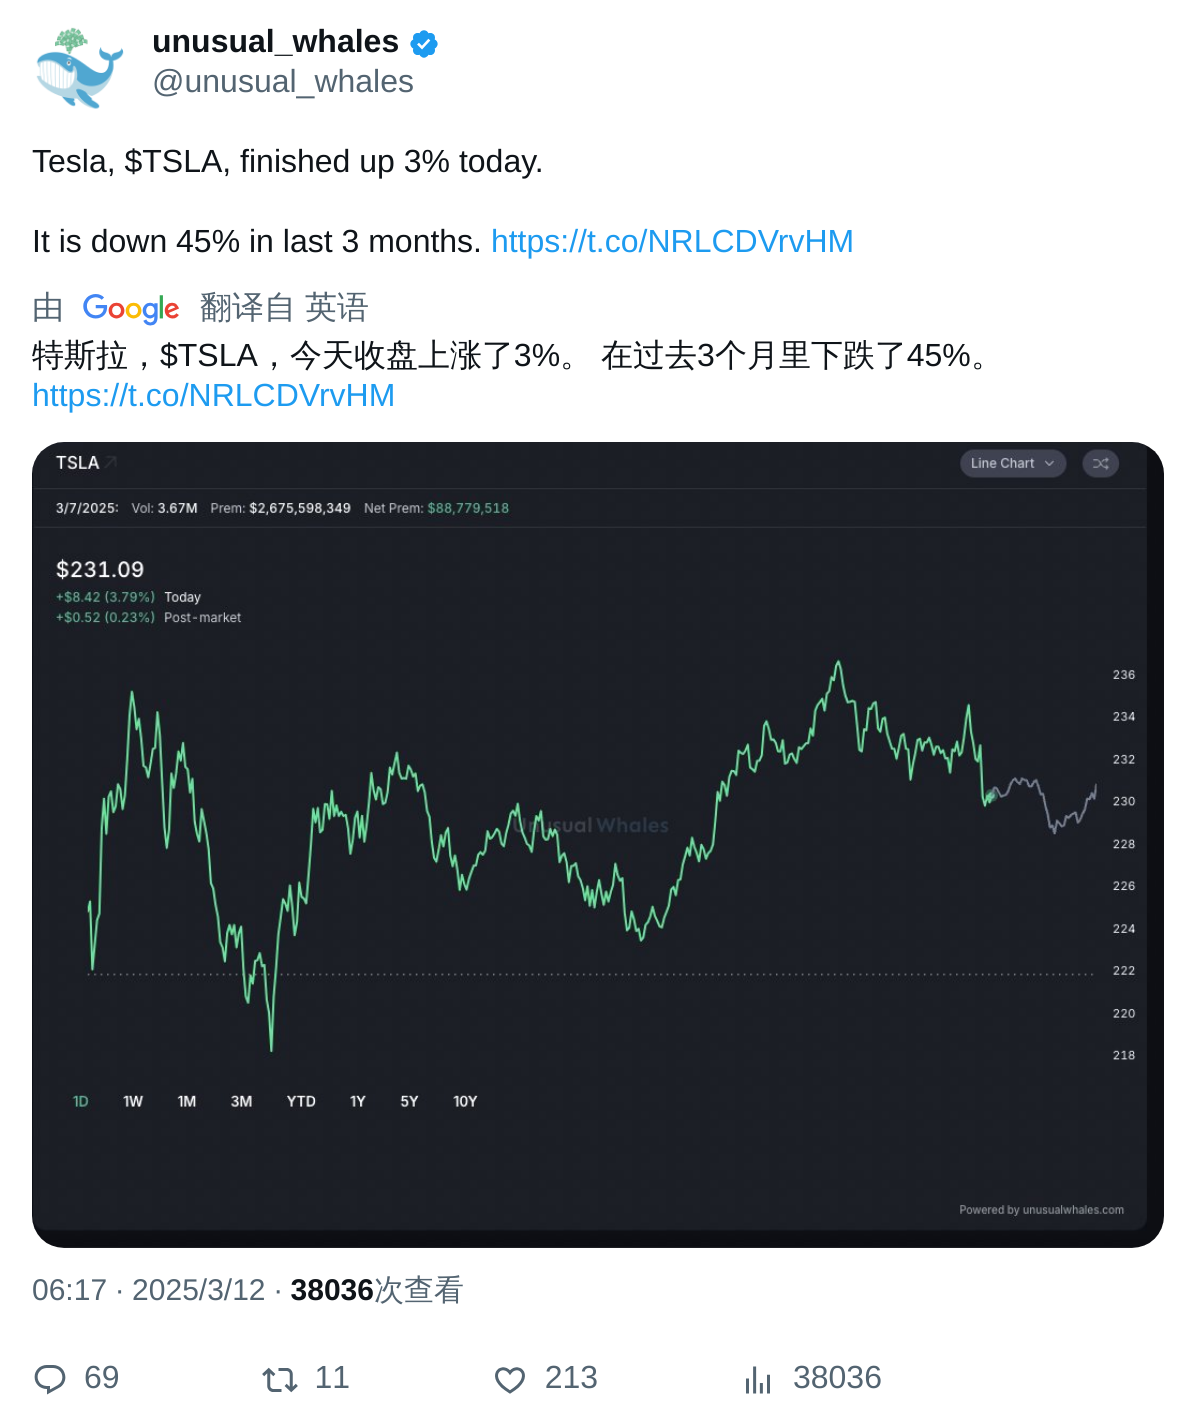 unusual_whales
@unusual_whales
Tesla, $TSLA, finished up 3% today.
It is down 45% in last 3 months. https://t.co/NRLCDVrvHM
由 Google 翻译自 英语
特斯拉，$TSLA，今天收盘上涨了3%。 在过去3个月里下跌了45%。
https://t.co/NRLCDVrvHM
TSLA
Line Chart
3/7/2025: Vol: 3.67M Prem: $2,675,598,349 Net Prem: $88,779,518
$231.09
+$8.42 (3.79%) Today
+$0.52 (0.23%) Post-market
236
234
232
230
Unusual Whales
228
226
224
222
220
218
1D 1W 1M 3M YTD 1Y 5Y 10Y
Powered by unusualwhales.com
06:17 · 2025/3/12 · 38036次查看
69 11 213 38036